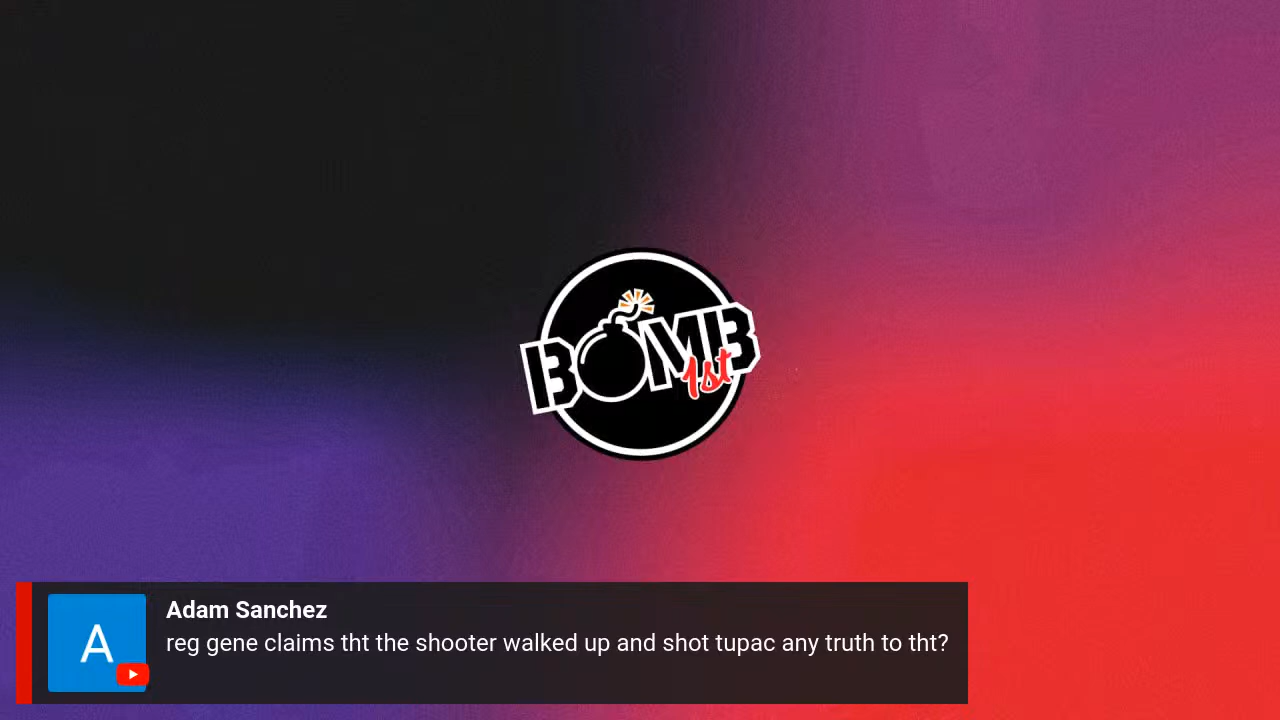 BOMB
1st
Adam Sanchez
A
reg gene claims tht the shooter walked up and shot tupac any truth to tht?